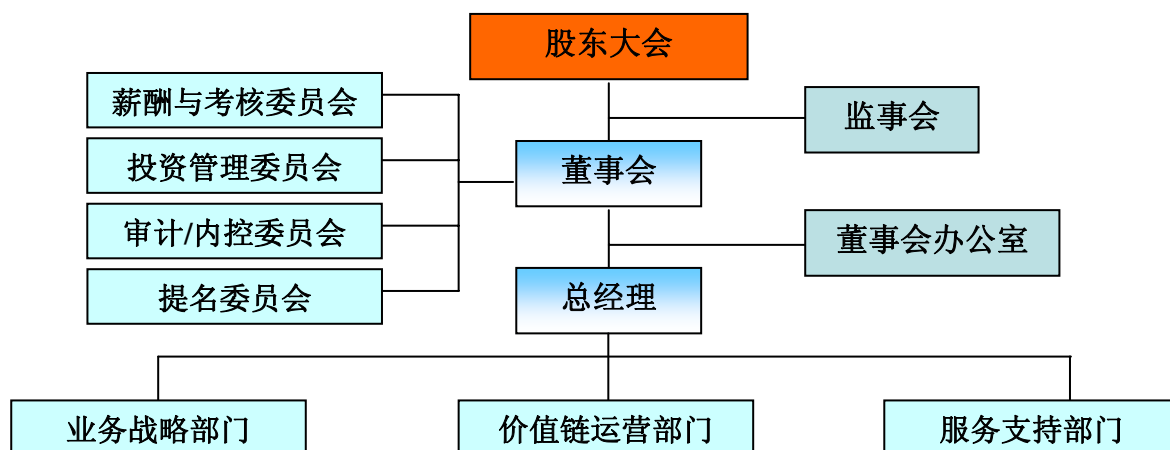 股东大会
薪酬与考核委员会
监事会
投资管理委员会
董事会
审计/内控委员会
董事会办公室
提名委员会
总经理
业务战略部门
价值链运营部门
服务支持部门